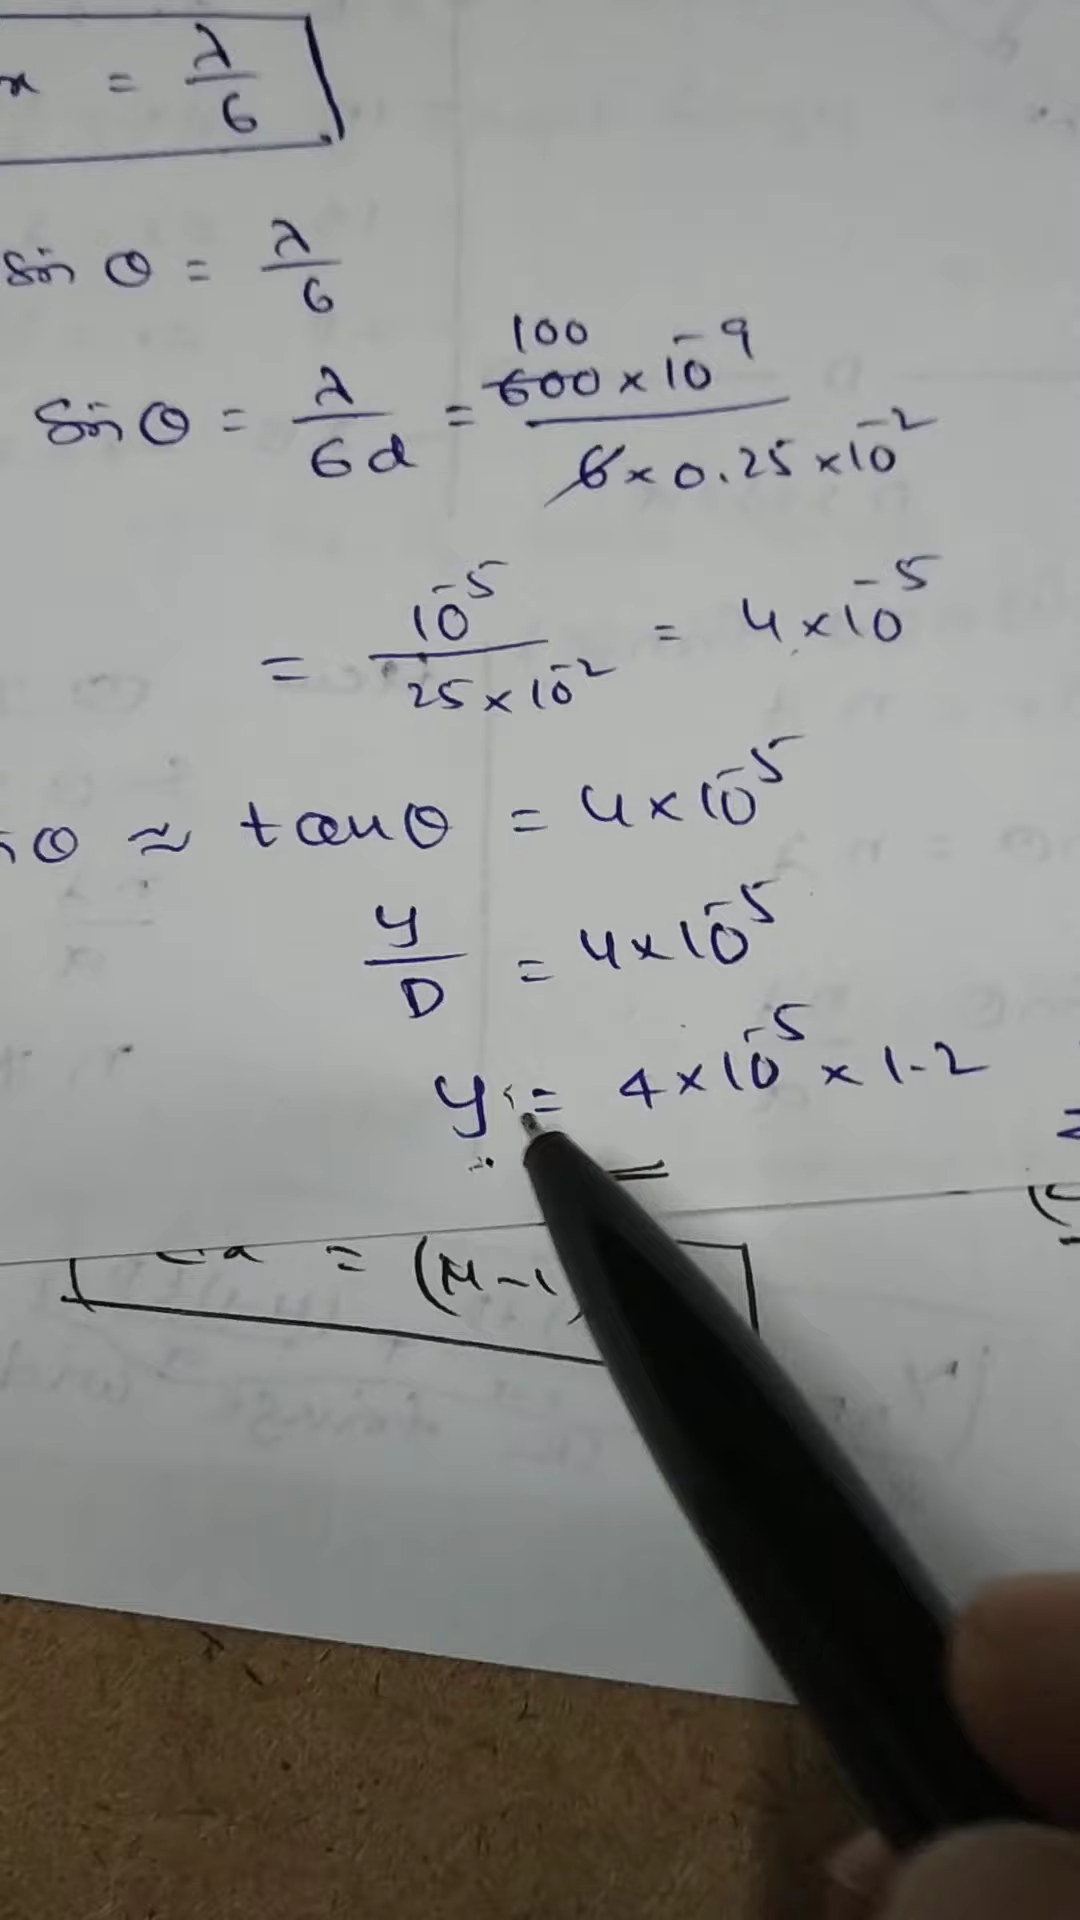 x = λ/6
sin θ = λ/6
sin θ = λ/6d = 100 600 × 10⁻⁹ / 6 × 0.25 × 10⁻²
= 10⁻⁵ / 25 × 10⁻² = 4 × 10⁻⁵
θ ≈ tan θ = 4 × 10⁻⁵
y/D = 4 × 10⁻⁵
y = 4 × 10⁻⁵ × 1.2
= (μ-1